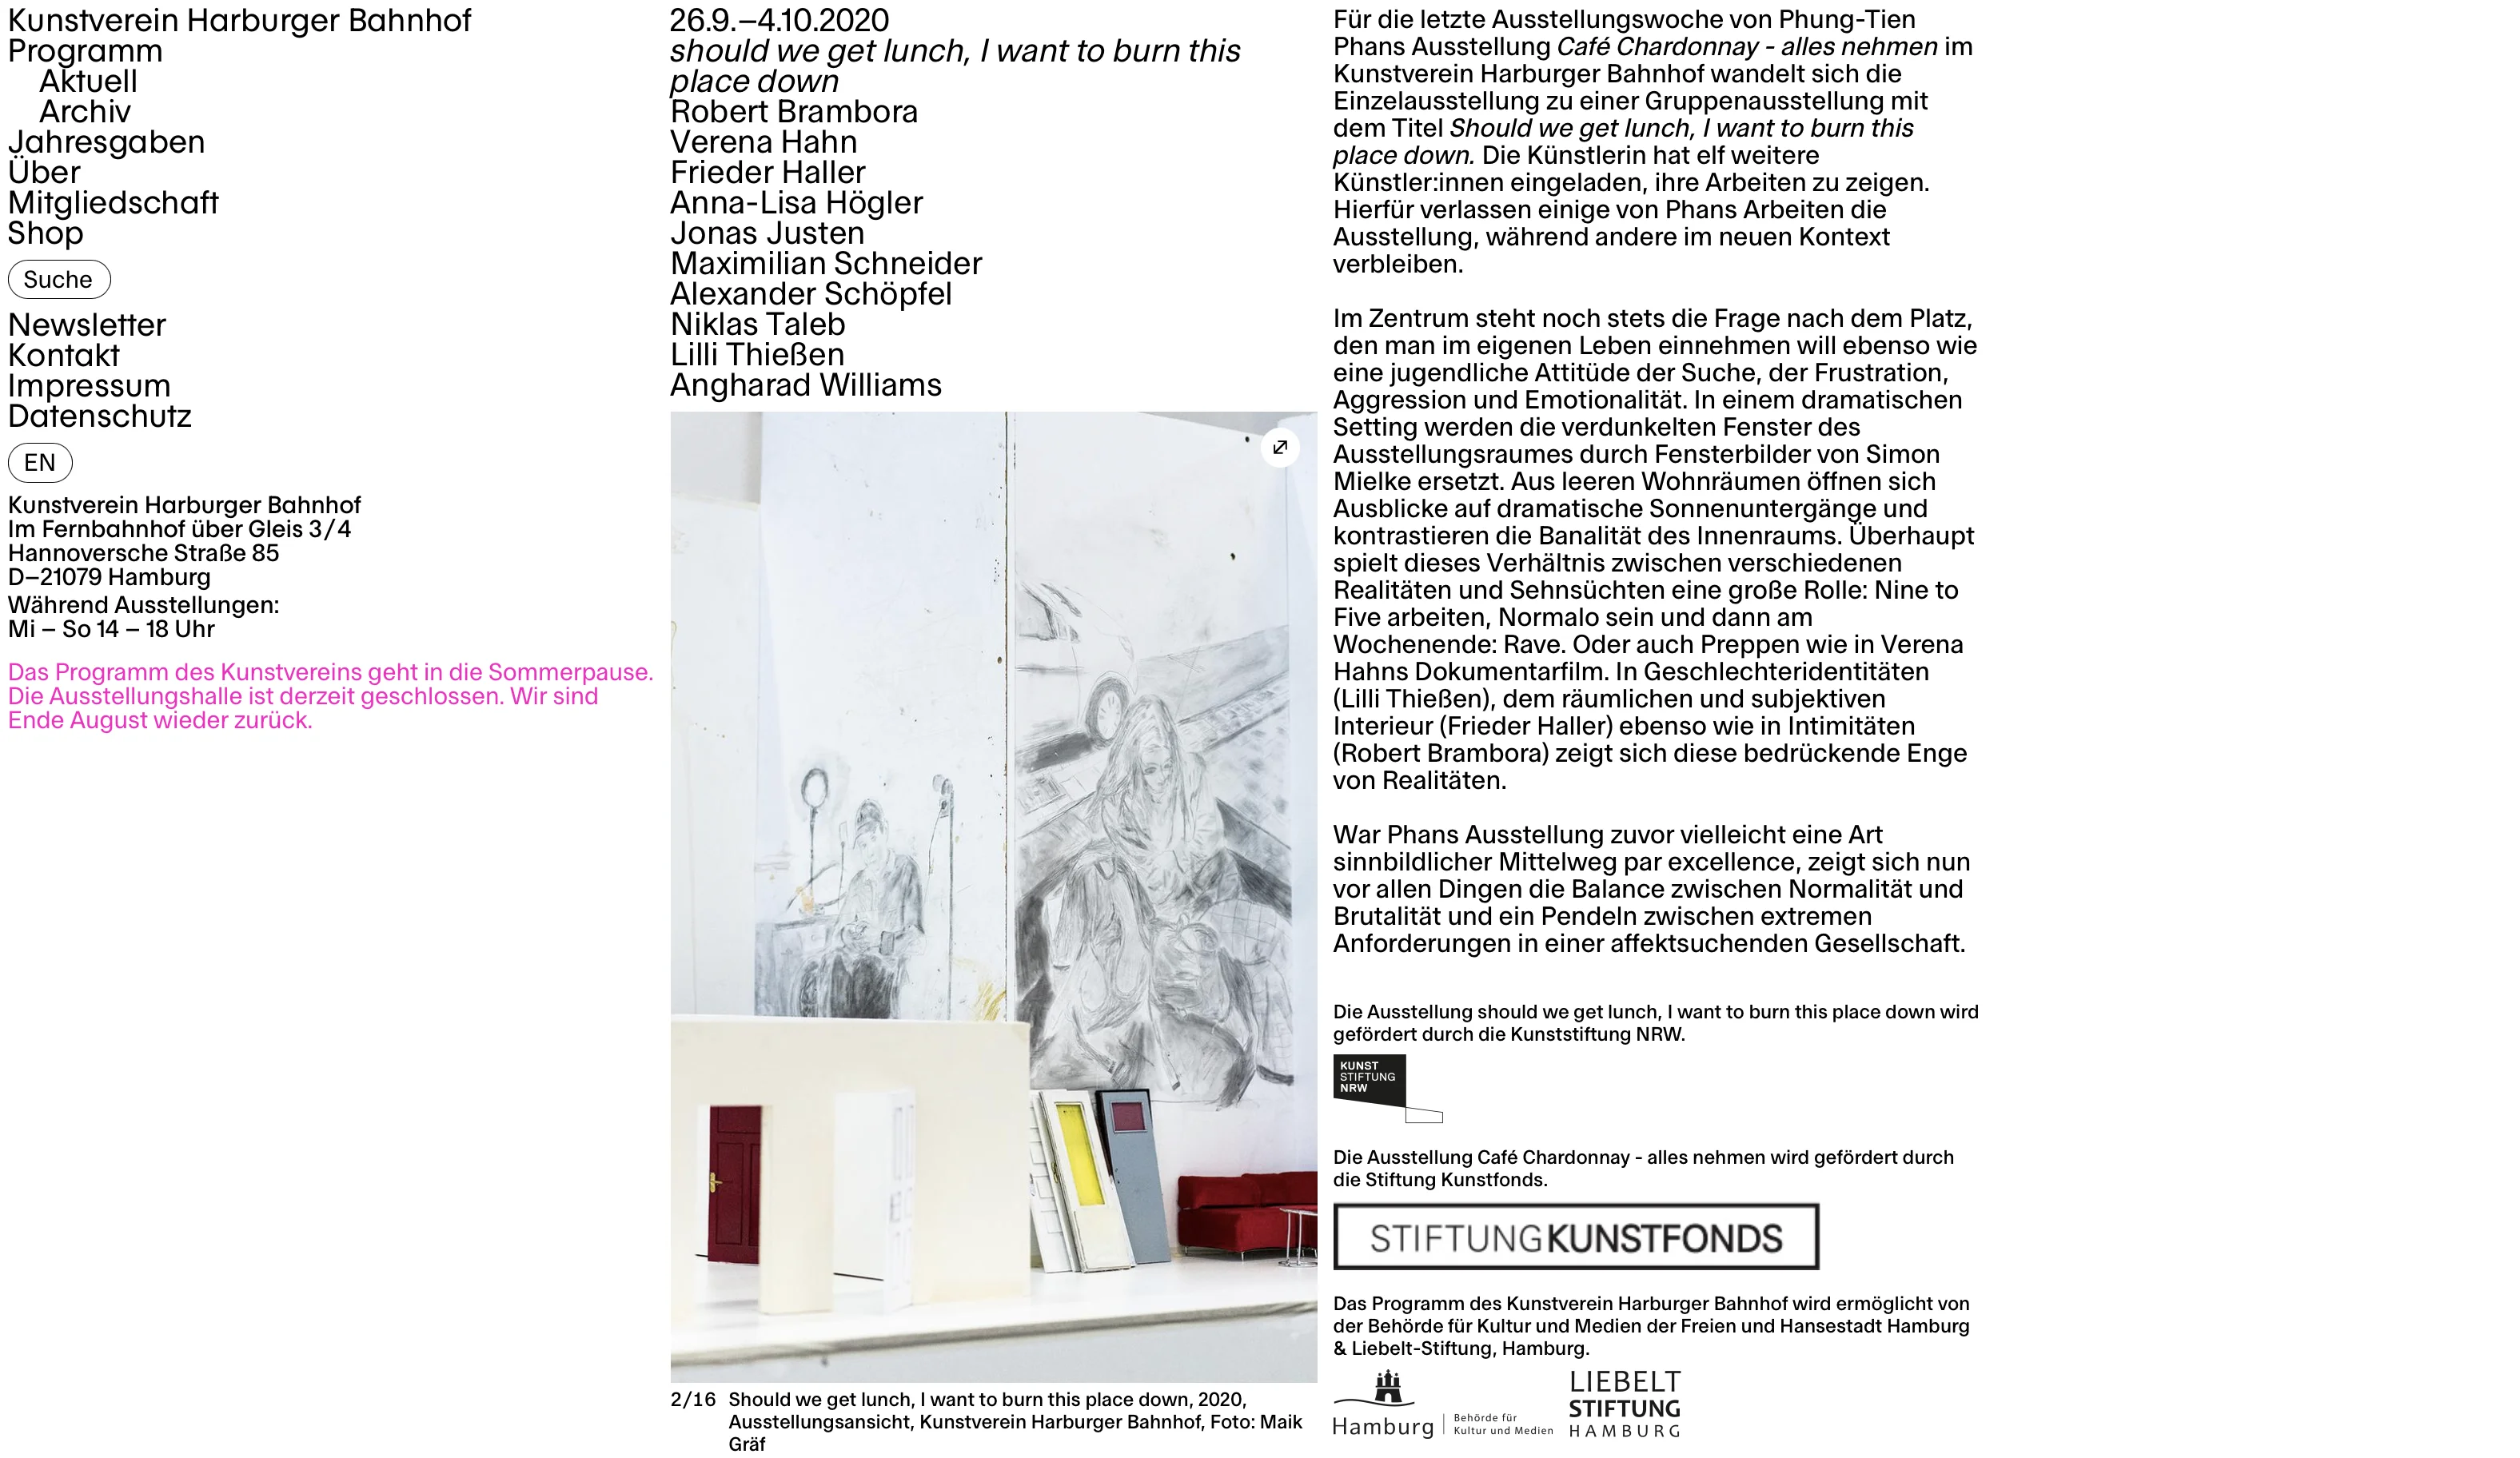 Kunstverein Harburger Bahnhof
Programm
Aktuell
Archiv
Jahresgaben
Über
Mitgliedschaft
Shop
Suche
Newsletter
Kontakt
Impressum
Datenschutz
EN
Kunstverein Harburger Bahnhof
Im Fernbahnhof über Gleis 3/4
Hannoversche Straße 85
D–21079 Hamburg
Während Ausstellungen:
Mi – So 14 – 18 Uhr
Das Programm des Kunstvereins geht in die Sommerpause.
Die Ausstellungshalle ist derzeit geschlossen. Wir sind
Ende August wieder zurück.
26.9.–4.10.2020
should we get lunch, I want to burn this
place down
Robert Brambora
Verena Hahn
Frieder Haller
Anna-Lisa Högler
Jonas Justen
Maximilian Schneider
Alexander Schöpfel
Niklas Taleb
Lilli Thießen
Angharad Williams
2/16 Should we get lunch, I want to burn this place down, 2020,
Ausstellungsansicht, Kunstverein Harburger Bahnhof, Foto: Maik
Gräf
Für die letzte Ausstellungswoche von Phung-Tien
Phans Ausstellung Café Chardonnay - alles nehmen im
Kunstverein Harburger Bahnhof wandelt sich die
Einzelausstellung zu einer Gruppenausstellung mit
dem Titel Should we get lunch, I want to burn this
place down. Die Künstlerin hat elf weitere
Künstler:innen eingeladen, ihre Arbeiten zu zeigen.
Hierfür verlassen einige von Phans Arbeiten die
Ausstellung, während andere im neuen Kontext
verbleiben.
Im Zentrum steht noch stets die Frage nach dem Platz,
den man im eigenen Leben einnehmen will ebenso wie
eine jugendliche Attitüde der Suche, der Frustration,
Aggression und Emotionalität. In einem dramatischen
Setting werden die verdunkelten Fenster des
Ausstellungsraumes durch Fensterbilder von Simon
Mielke ersetzt. Aus leeren Wohnräumen öffnen sich
Ausblicke auf dramatische Sonnenuntergänge und
kontrastieren die Banalität des Innenraums. Überhaupt
spielt dieses Verhältnis zwischen verschiedenen
Realitäten und Sehnsüchten eine große Rolle: Nine to
Five arbeiten, Normalo sein und dann am
Wochenende: Rave. Oder auch Preppen wie in Verena
Hahns Dokumentarfilm. In Geschlechteridentitäten
(Lilli Thießen), dem räumlichen und subjektiven
Interieur (Frieder Haller) ebenso wie in Intimitäten
(Robert Brambora) zeigt sich diese bedrückende Enge
von Realitäten.
War Phans Ausstellung zuvor vielleicht eine Art
sinnbildlicher Mittelweg par excellence, zeigt sich nun
vor allen Dingen die Balance zwischen Normalität und
Brutalität und ein Pendeln zwischen extremen
Anforderungen in einer affektsuchenden Gesellschaft.
Die Ausstellung should we get lunch, I want to burn this place down wird
gefördert durch die Kunststiftung NRW.
KUNST
STIFTUNG
NRW
Die Ausstellung Café Chardonnay - alles nehmen wird gefördert durch
die Stiftung Kunstfonds.
STIFTUNGKUNSTFONDS
Das Programm des Kunstverein Harburger Bahnhof wird ermöglicht von
der Behörde für Kultur und Medien der Freien und Hansestadt Hamburg
& Liebelt-Stiftung, Hamburg.
Hamburg
Behörde für
Kultur und Medien
LIEBELT
STIFTUNG
HAMBURG